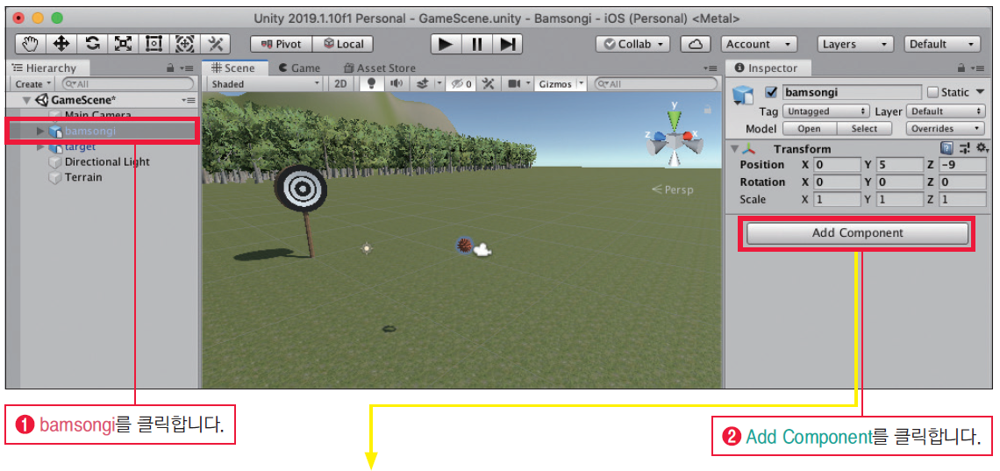 Unity 2019.1.10f1 Personal - GameScene.unity - Bamsongi - iOS (Personal) <Metal>
Pivot Local Collab Account Layers Default
Hierarchy
Create All
GameScene*
Main Camera
bamsongi
target
Directional Light
Terrain
Scene Game Asset Store
Shaded 2D 0 Gizmos All
y
z x
Persp
Inspector
bamsongi Static
Tag Untagged Layer Default
Model Open Select Overrides
Transform
Position X 0 Y 5 Z -9
Rotation X 0 Y 0 Z 0
Scale X 1 Y 1 Z 1
Add Component
❶ bamsongi를 클릭합니다.
❷ Add Component를 클릭합니다.